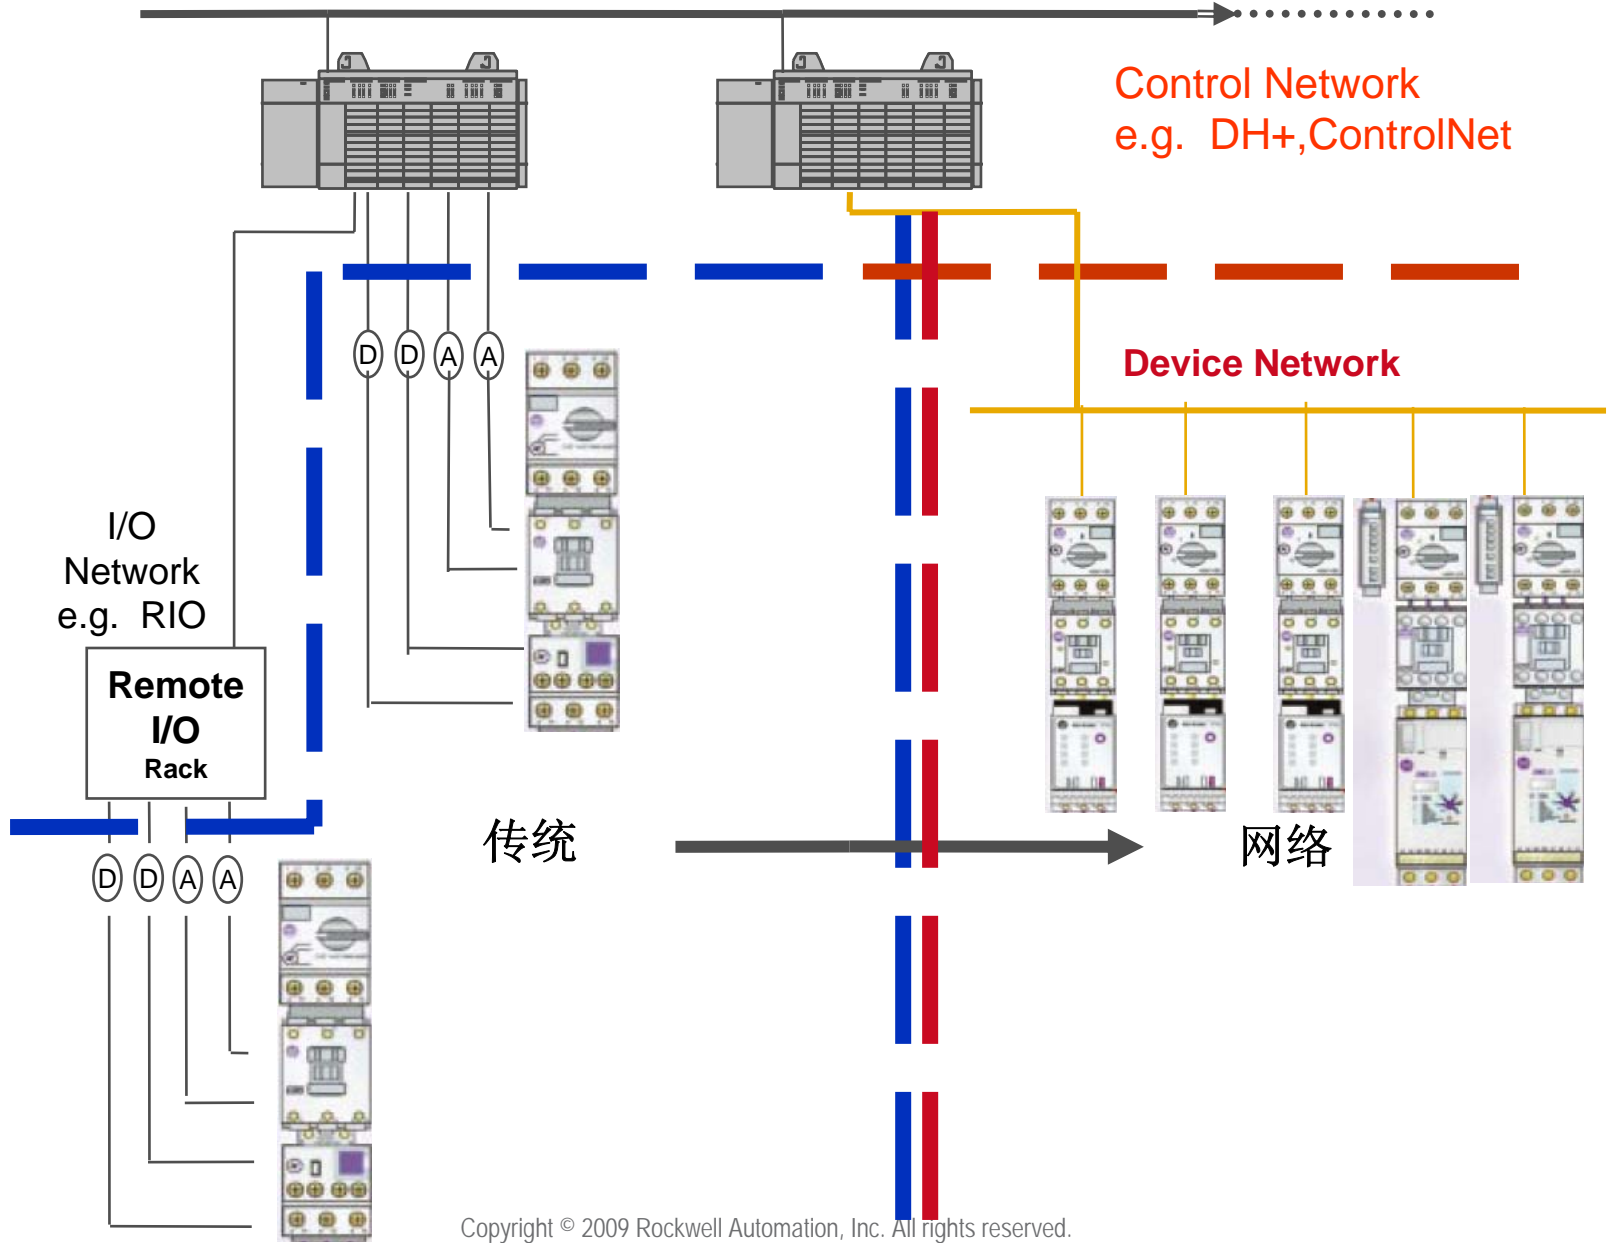 Control Network
e.g. DH+,ControlNet
D D A A
Device Network
I/O
Network
e.g. RIO
Remote
I/O
Rack
传统
网络
D D A A
Copyright © 2009 Rockwell Automation, Inc. All rights reserved.